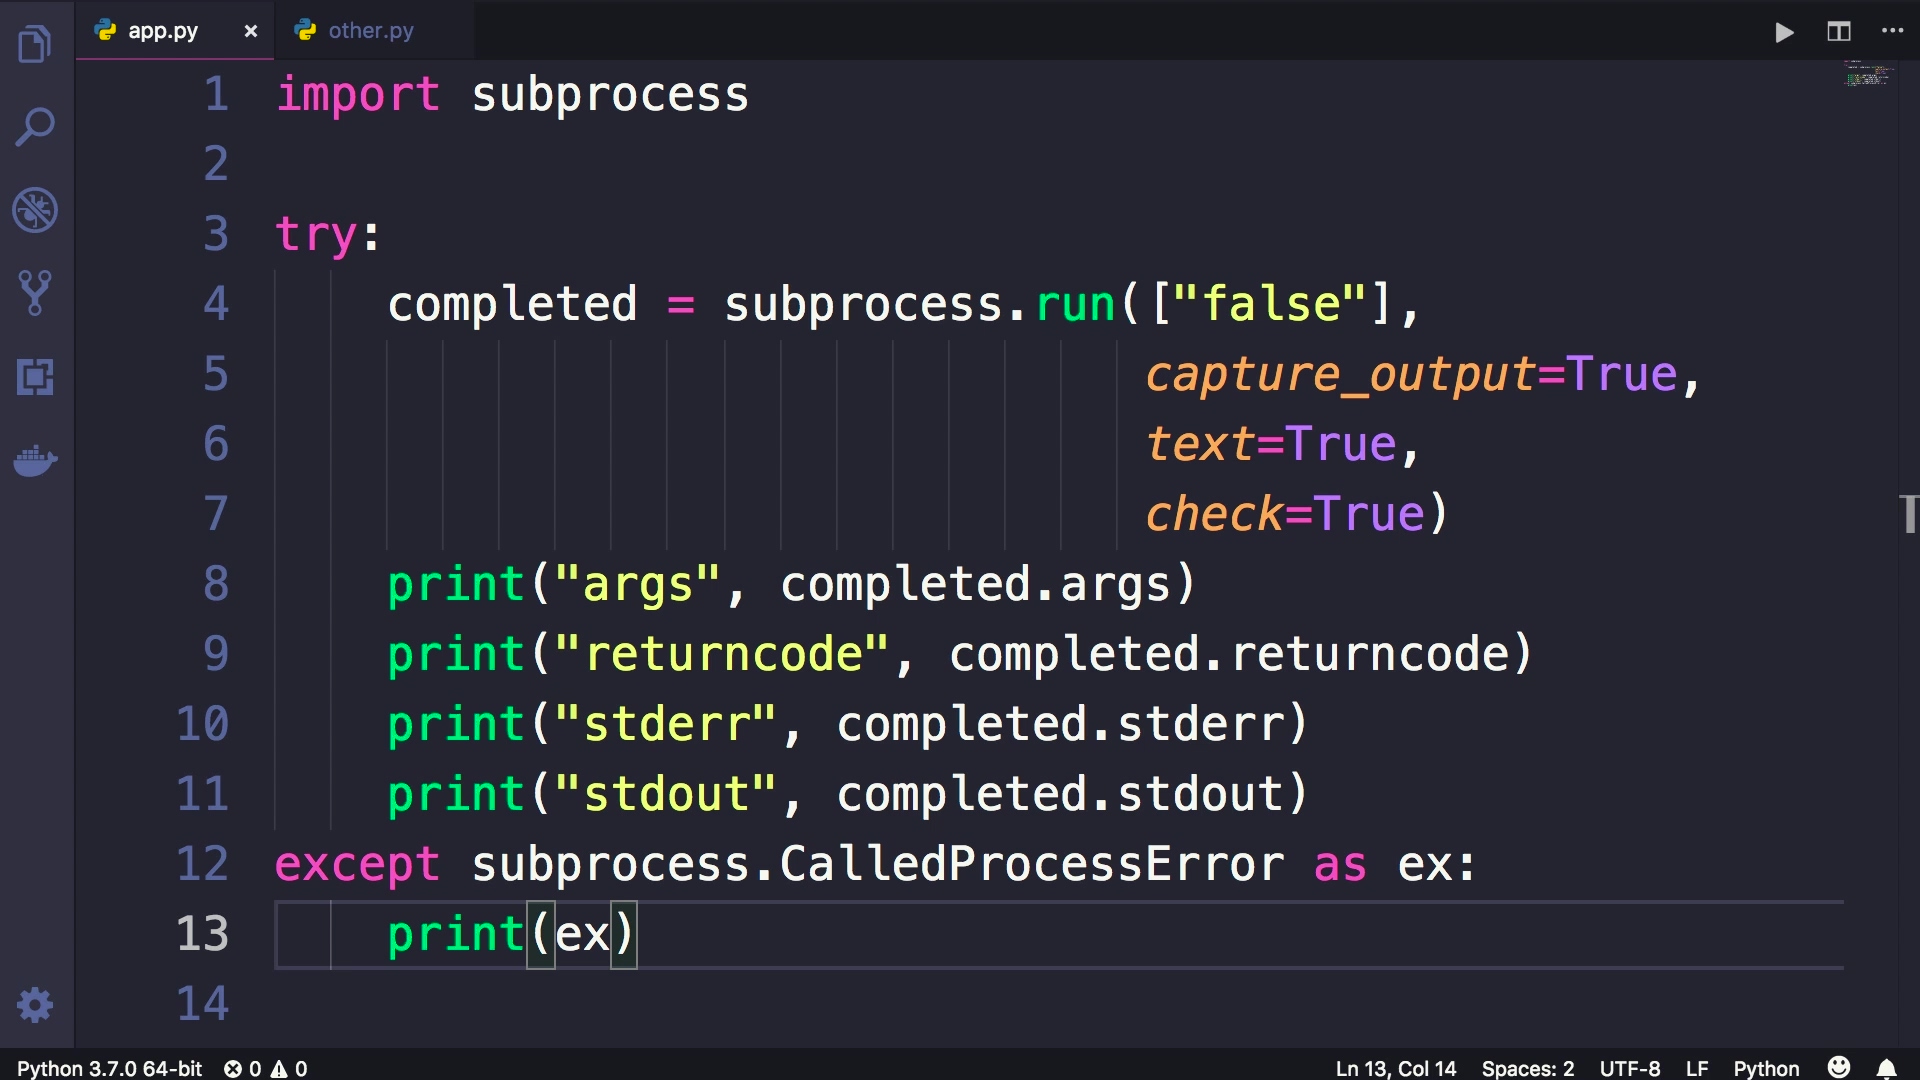 app.py × other.py
1 import subprocess
2
3 try:
4 completed = subprocess.run(["false"],
5 capture_output=True,
6 text=True,
7 check=True)
8 print("args", completed.args)
9 print("returncode", completed.returncode)
10 print("stderr", completed.stderr)
11 print("stdout", completed.stdout)
12 except subprocess.CalledProcessError as ex:
13 print(ex)
14
Python 3.7.0 64-bit 0 0 Ln 13, Col 14 Spaces: 2 UTF-8 LF Python